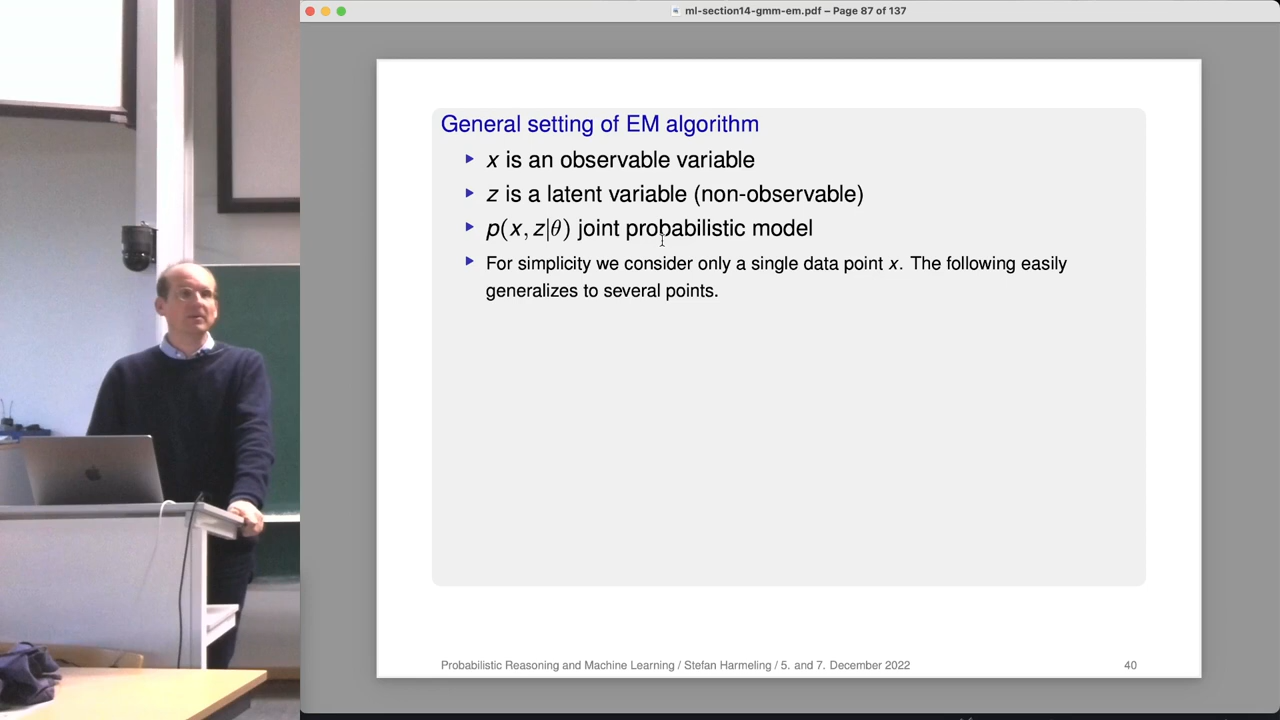 ml-section14-gmm-em.pdf – Page 87 of 137
General setting of EM algorithm
x is an observable variable
z is a latent variable (non-observable)
p(x, z|θ) joint probabilistic model
For simplicity we consider only a single data point x. The following easily
generalizes to several points.
Probabilistic Reasoning and Machine Learning / Stefan Harmeling / 5. and 7. December 2022
40